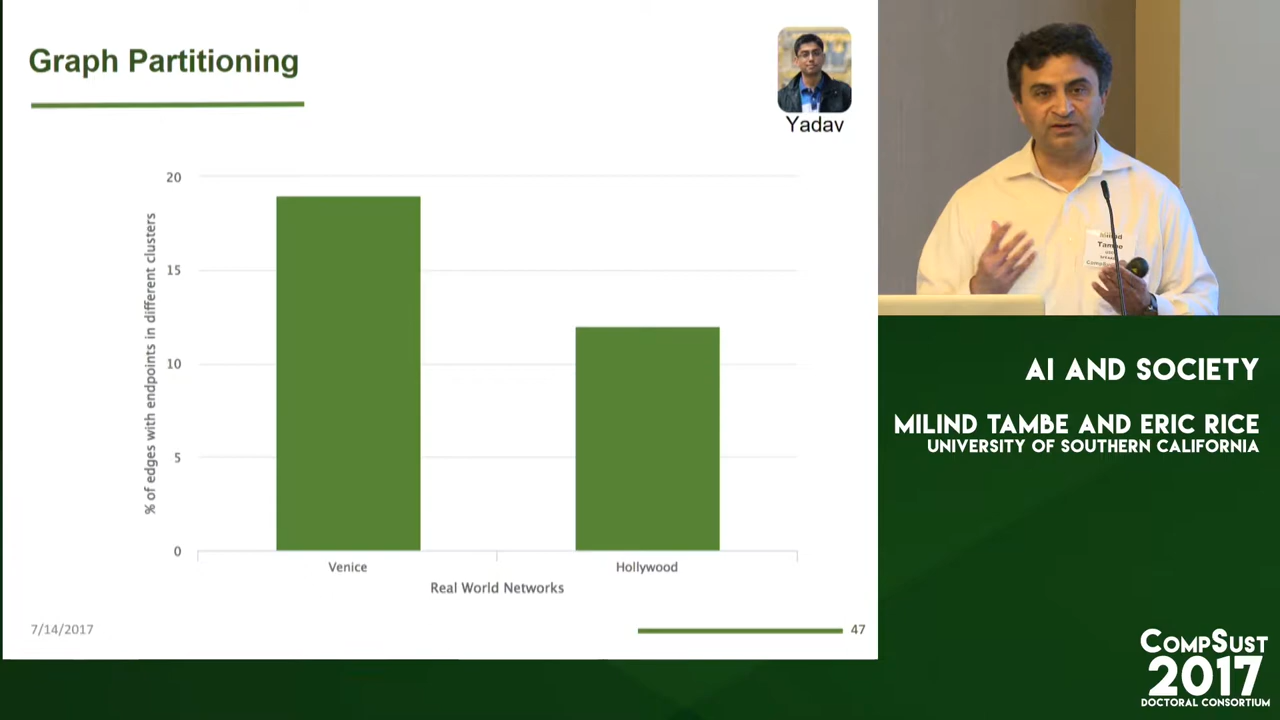 Graph Partitioning
Yadav
20
15
10
5
0
% of edges with endpoints in different clusters
Venice
Hollywood
Real World Networks
7/14/2017
47
Tambe
AI AND SOCIETY
MILIND TAMBE AND ERIC RICE
UNIVERSITY OF SOUTHERN CALIFORNIA
COMPSUST
2017
DOCTORAL CONSORTIUM